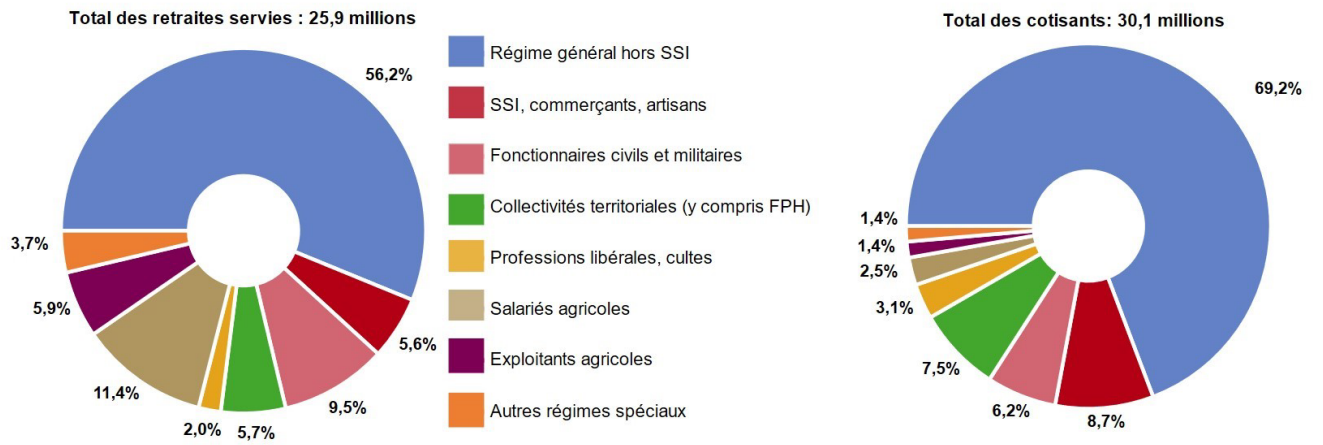 Total des retraites servies : 25,9 millions
56,2%
5,6%
9,5%
5,7%
2,0%
11,4%
5,9%
3,7%
Régime général hors SSI
SSI, commerçants, artisans
Fonctionnaires civils et militaires
Collectivités territoriales (y compris FPH)
Professions libérales, cultes
Salariés agricoles
Exploitants agricoles
Autres régimes spéciaux
Total des cotisants: 30,1 millions
69,2%
8,7%
6,2%
7,5%
3,1%
2,5%
1,4%
1,4%